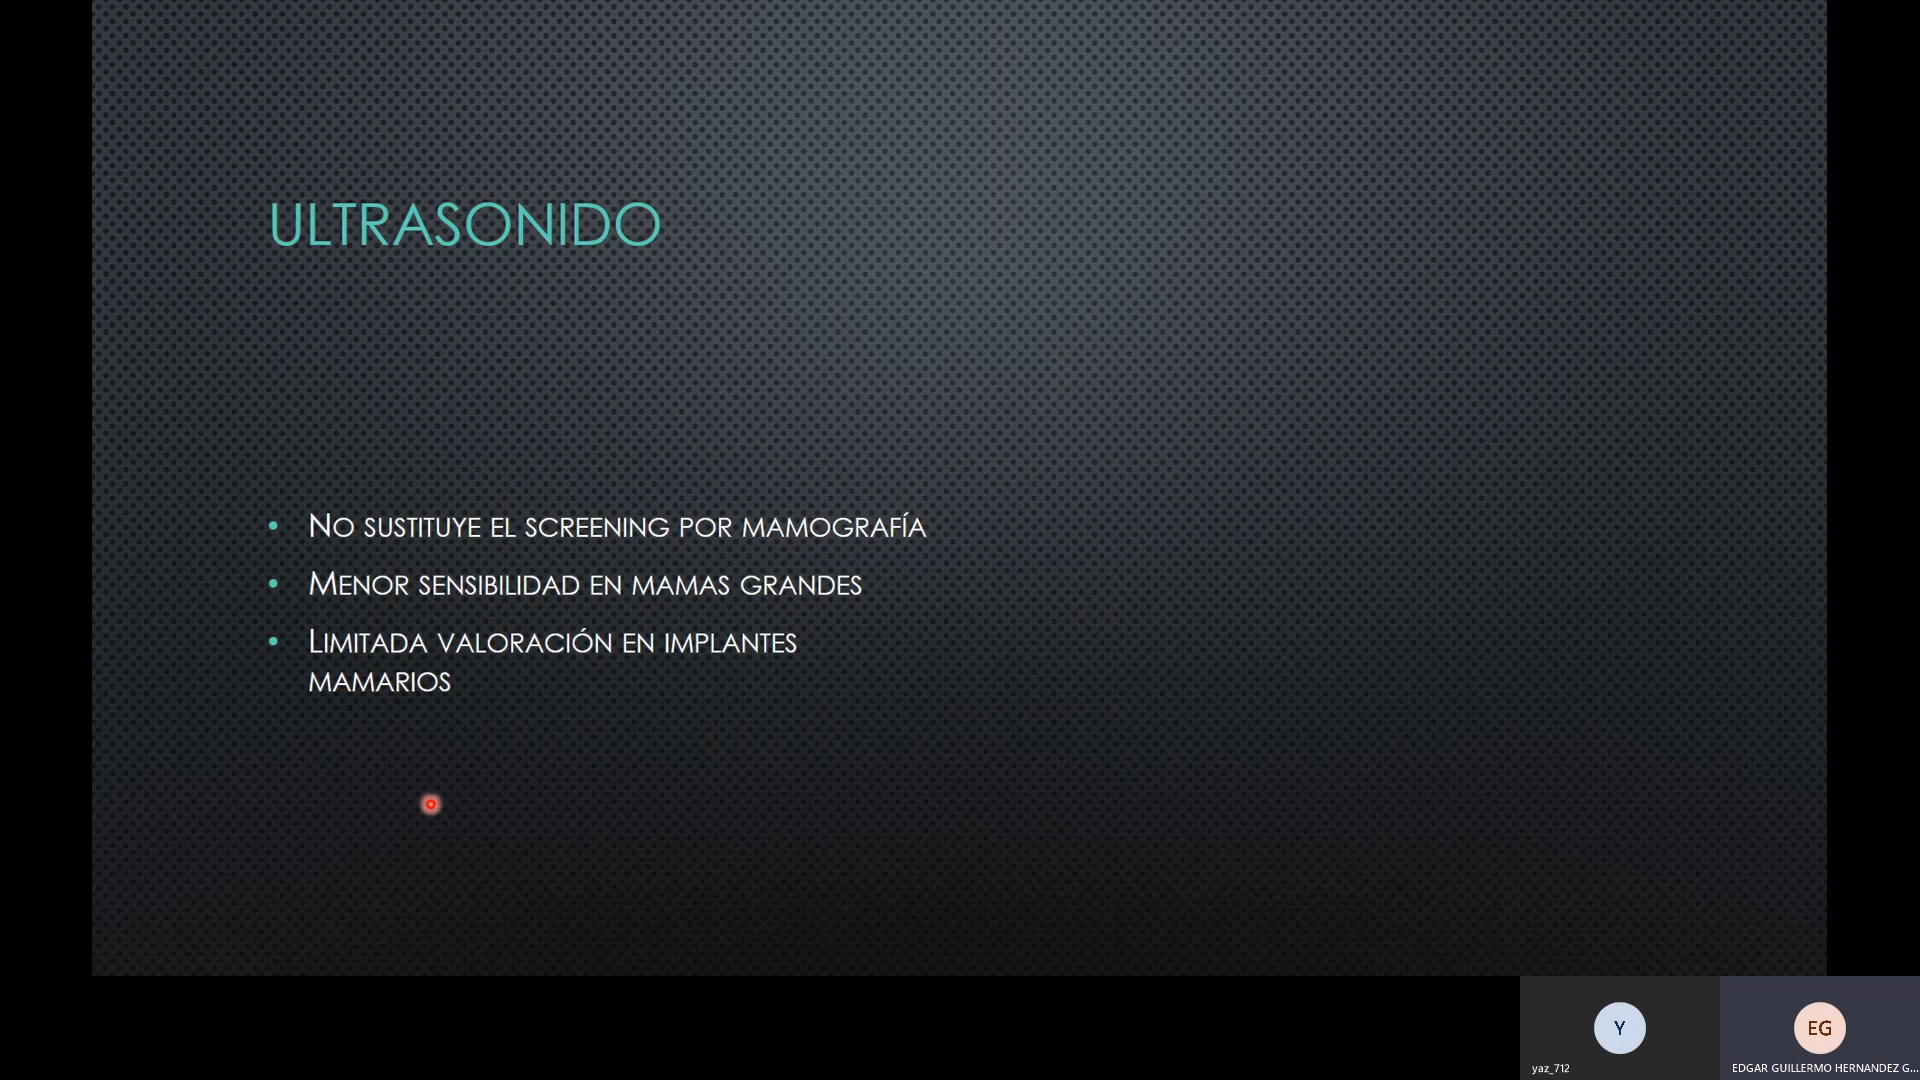 ULTRASONIDO
• NO SUSTITUYE EL SCREENING POR MAMOGRAFÍA
• MENOR SENSIBILIDAD EN MAMAS GRANDES
• LIMITADA VALORACIÓN EN IMPLANTES
MAMARIOS
Y
EG
yaz_712
EDGAR GUILLERMO HERNANDEZ G...